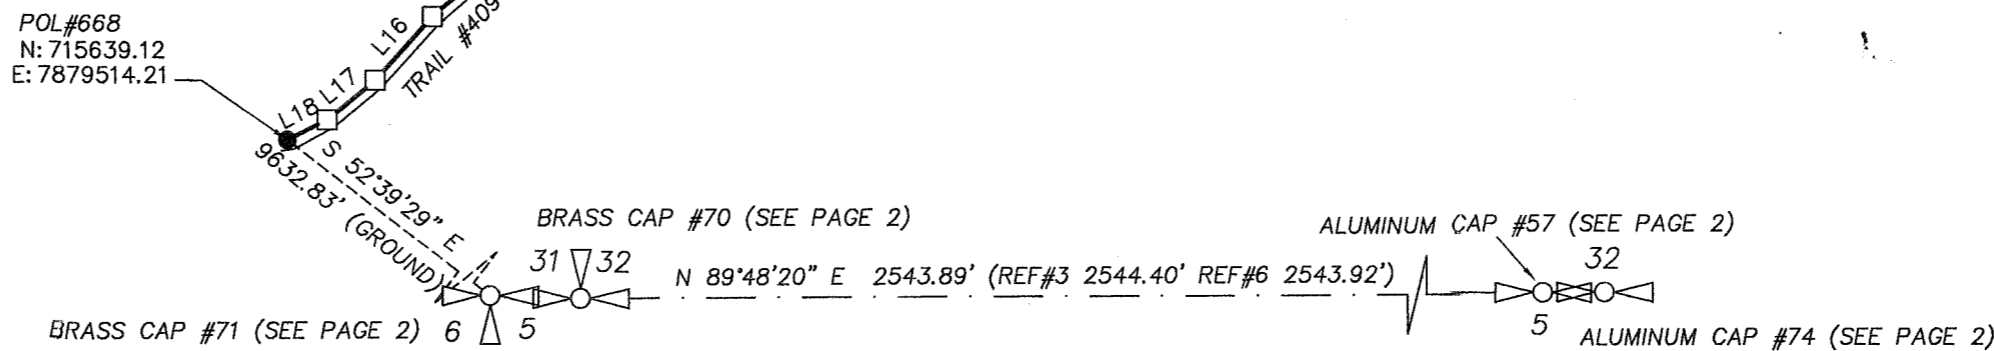 POL#668
N: 715639.12
E: 7879514.21
L16
TRAIL #409
L17
L18
S 52°39'29" E
9632.83' (GROUND)
BRASS CAP #70 (SEE PAGE 2)
ALUMINUM CAP #57 (SEE PAGE 2)
31
32
32
N 89°48'20" E 2543.89' (REF#3 2544.40' REF#6 2543.92')
BRASS CAP #71 (SEE PAGE 2)
6
5
5
ALUMINUM CAP #74 (SEE PAGE 2)